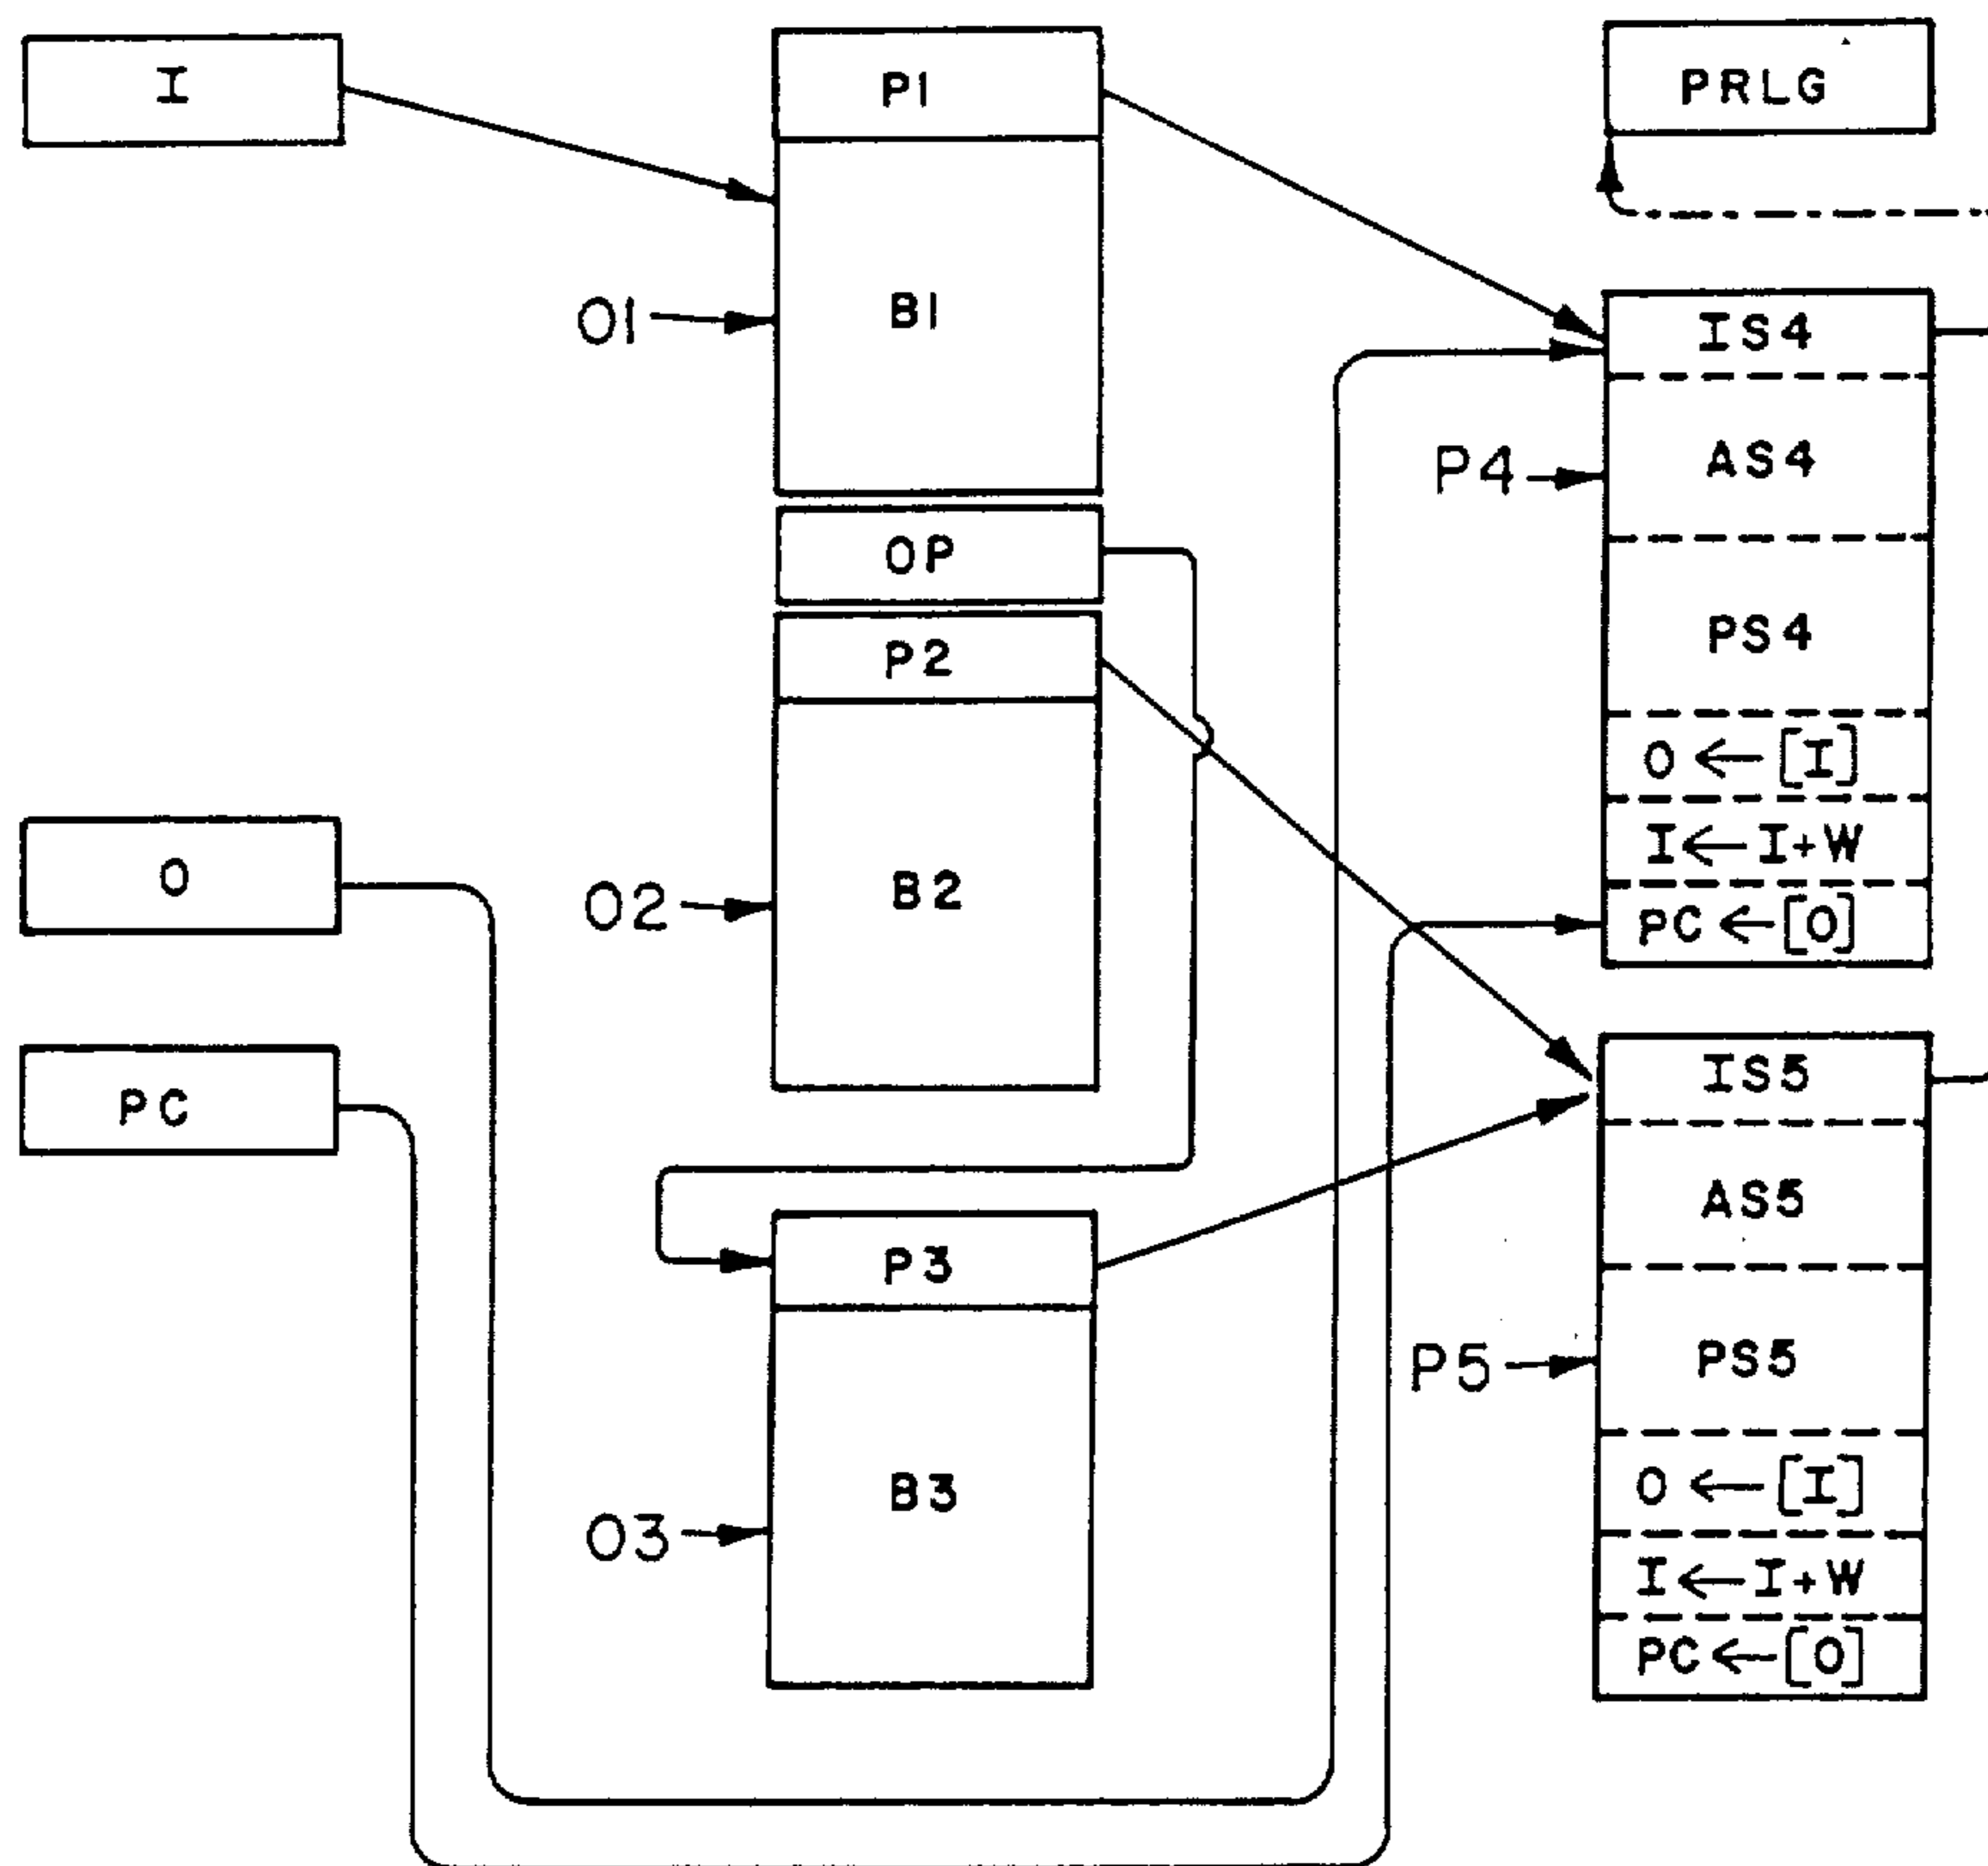 I
O
PC
P1
B1
O1
OP
P2
B2
O2
P3
B3
O3
PRLG
IS4
AS4
P4
PS4
O ← [I]
I ← I+W
PC ← [O]
IS5
AS5
PS5
P5
O ← [I]
I ← I+W
PC ← [O]